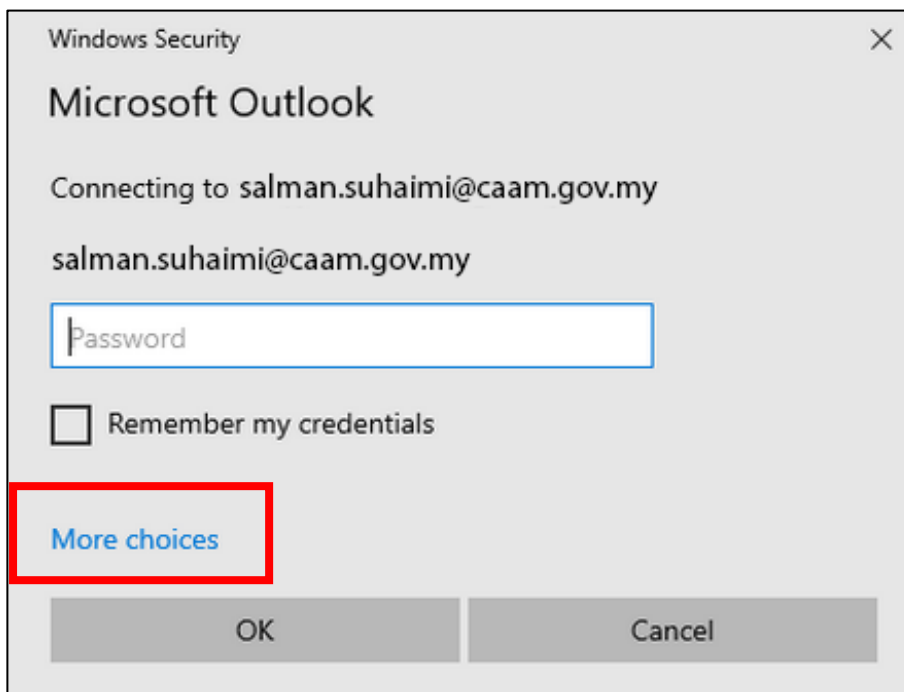 Windows Security
Microsoft Outlook
Connecting to salman.suhaimi@caam.gov.my
salman.suhaimi@caam.gov.my
Password
Remember my credentials
More choices
OK Cancel